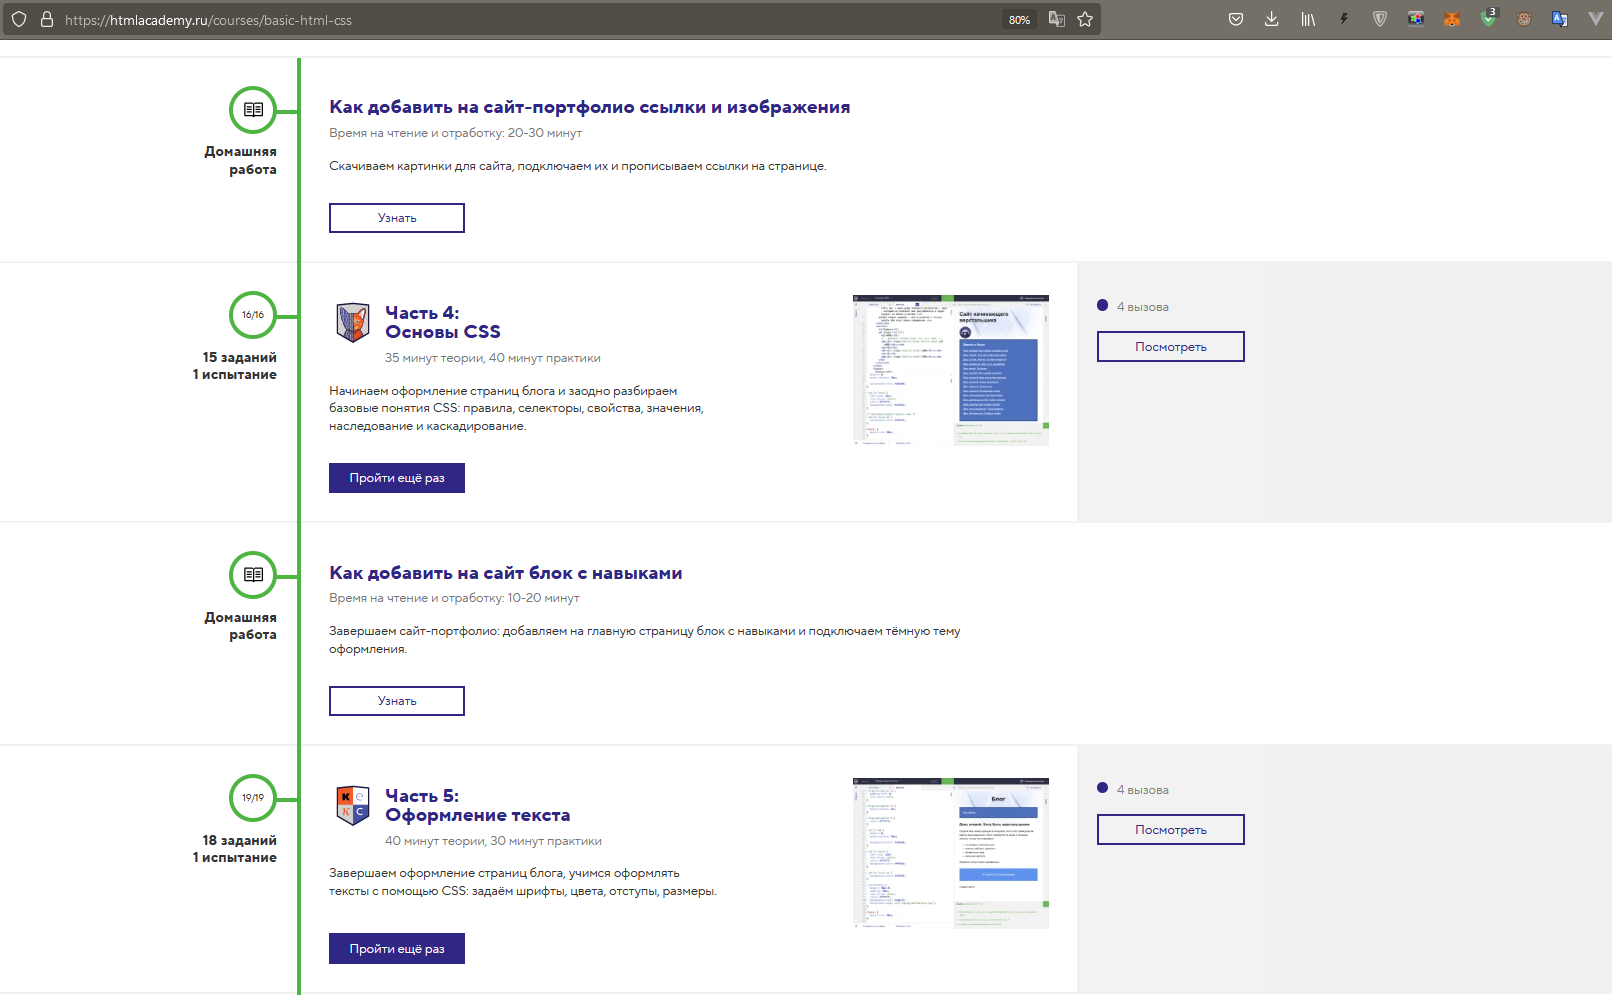 https://htmlacademy.ru/courses/basic-html-css
80%
3
Как добавить на сайт-портфолио ссылки и изображения
Время на чтение и отработку: 20-30 минут
Домашняя
работа
Скачиваем картинки для сайта, подключаем их и прописываем ссылки на странице.
Узнать
16/16
15 заданий
1 испытание
Часть 4:
Основы CSS
35 минут теории, 40 минут практики
Начинаем оформление страниц блога и заодно разбираем
базовые понятия CSS: правила, селекторы, свойства, значения,
наследование и каскадирование.
Пройти ещё раз
Сайт начинающего
верстальщика
4 вызова
Посмотреть
Как добавить на сайт блок с навыками
Время на чтение и отработку: 10-20 минут
Домашняя
работа
Завершаем сайт-портфолио: добавляем на главную страницу блок с навыками и подключаем тёмную тему
оформления.
Узнать
19/19
18 заданий
1 испытание
К е
К С
Часть 5:
Оформление текста
40 минут теории, 30 минут практики
Завершаем оформление страниц блога, учимся оформлять
тексты с помощью CSS: задаём шрифты, цвета, отступы, размеры.
Пройти ещё раз
Блог
4 вызова
Посмотреть